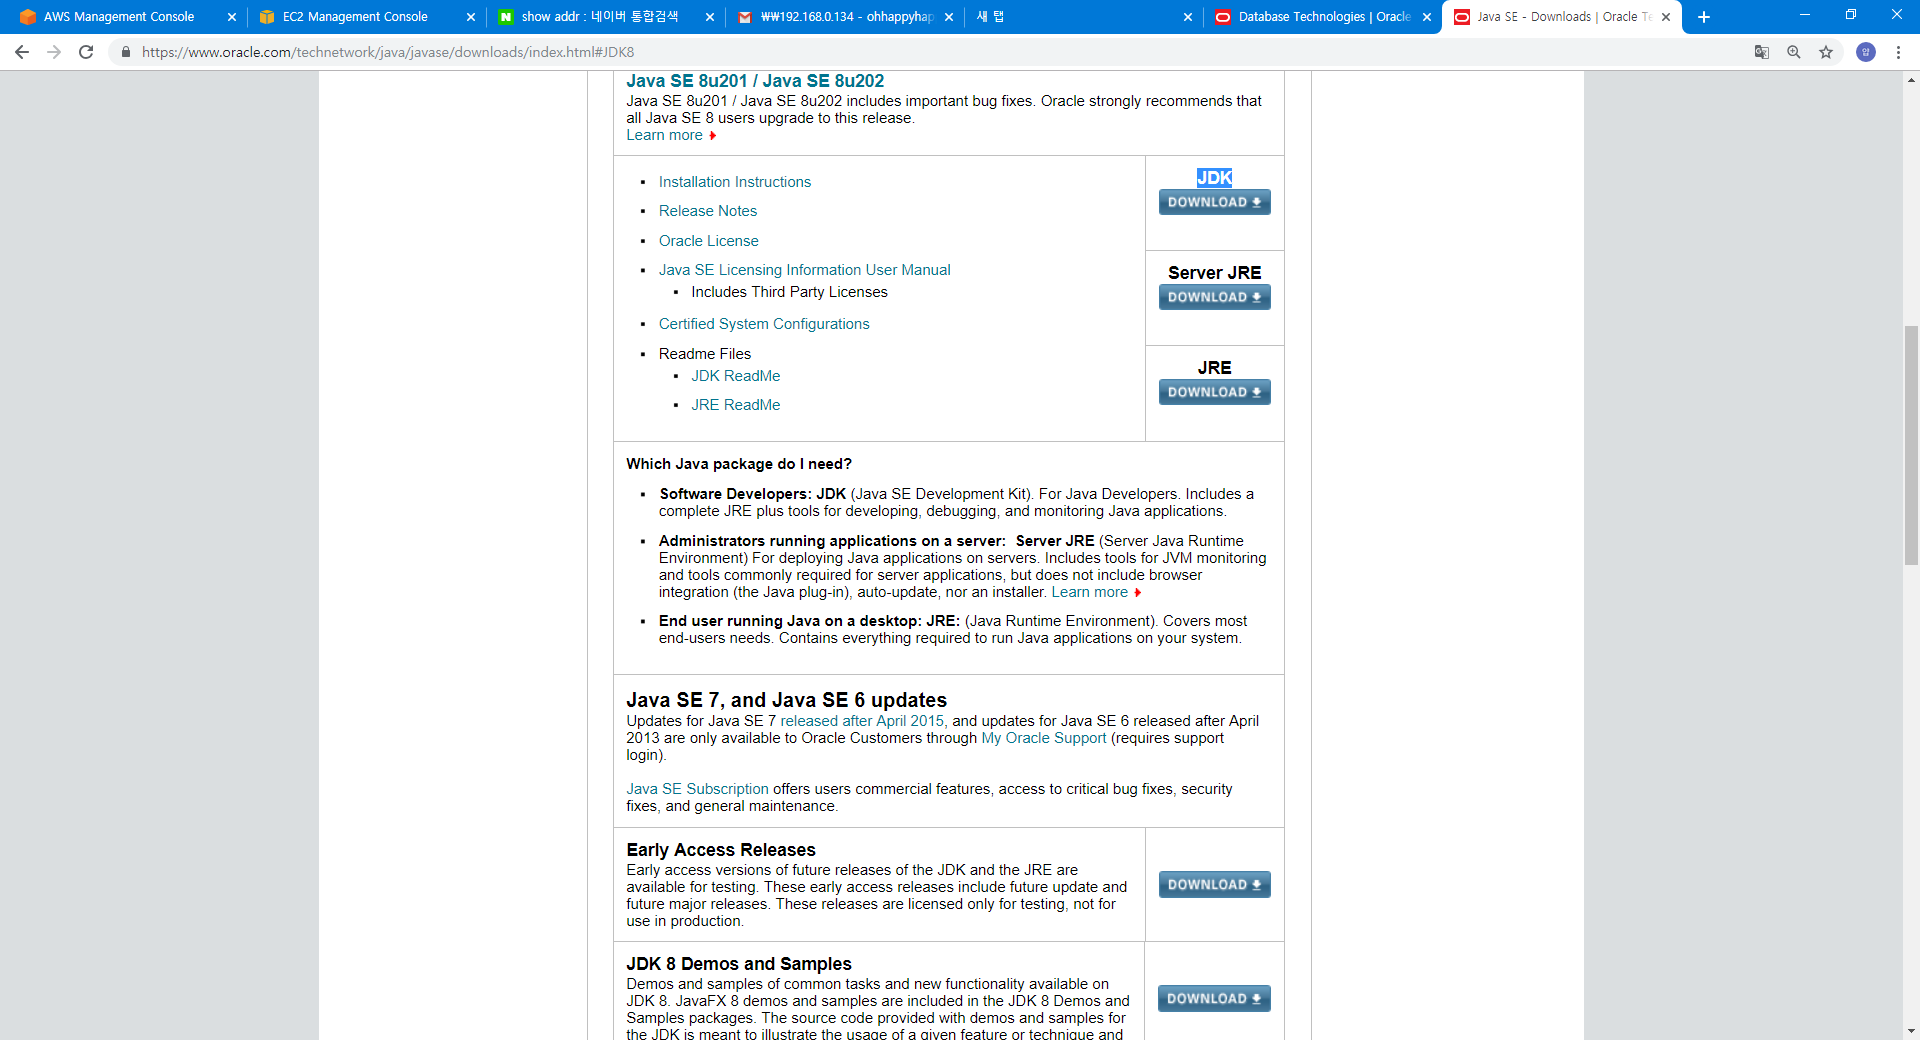 AWS Management Console
EC2 Management Console
show addr : 네이버 통합검색
₩₩192.168.0.134 - ohhappyhap
새 탭
Database Technologies | Oracle
Java SE - Downloads | Oracle Te
https://www.oracle.com/technetwork/java/javase/downloads/index.html#JDK8
Java SE 8u201 / Java SE 8u202
Java SE 8u201 / Java SE 8u202 includes important bug fixes. Oracle strongly recommends that
all Java SE 8 users upgrade to this release.
Learn more
Installation Instructions
Release Notes
Oracle License
Java SE Licensing Information User Manual
Includes Third Party Licenses
Certified System Configurations
Readme Files
JDK ReadMe
JRE ReadMe
JDK
DOWNLOAD
Server JRE
DOWNLOAD
JRE
DOWNLOAD
Which Java package do I need?
Software Developers: JDK (Java SE Development Kit). For Java Developers. Includes a
complete JRE plus tools for developing, debugging, and monitoring Java applications.
Administrators running applications on a server: Server JRE (Server Java Runtime
Environment) For deploying Java applications on servers. Includes tools for JVM monitoring
and tools commonly required for server applications, but does not include browser
integration (the Java plug-in), auto-update, nor an installer. Learn more
End user running Java on a desktop: JRE: (Java Runtime Environment). Covers most
end-users needs. Contains everything required to run Java applications on your system.
Java SE 7, and Java SE 6 updates
Updates for Java SE 7 released after April 2015, and updates for Java SE 6 released after April
2013 are only available to Oracle Customers through My Oracle Support (requires support
login).
Java SE Subscription offers users commercial features, access to critical bug fixes, security
fixes, and general maintenance.
Early Access Releases
Early access versions of future releases of the JDK and the JRE are
available for testing. These early access releases include future update and
future major releases. These releases are licensed only for testing, not for
use in production.
DOWNLOAD
JDK 8 Demos and Samples
Demos and samples of common tasks and new functionality available on
JDK 8. JavaFX 8 demos and samples are included in the JDK 8 Demos and
Samples packages. The source code provided with demos and samples for
the JDK is meant to illustrate the usage of a given feature or technique and
DOWNLOAD